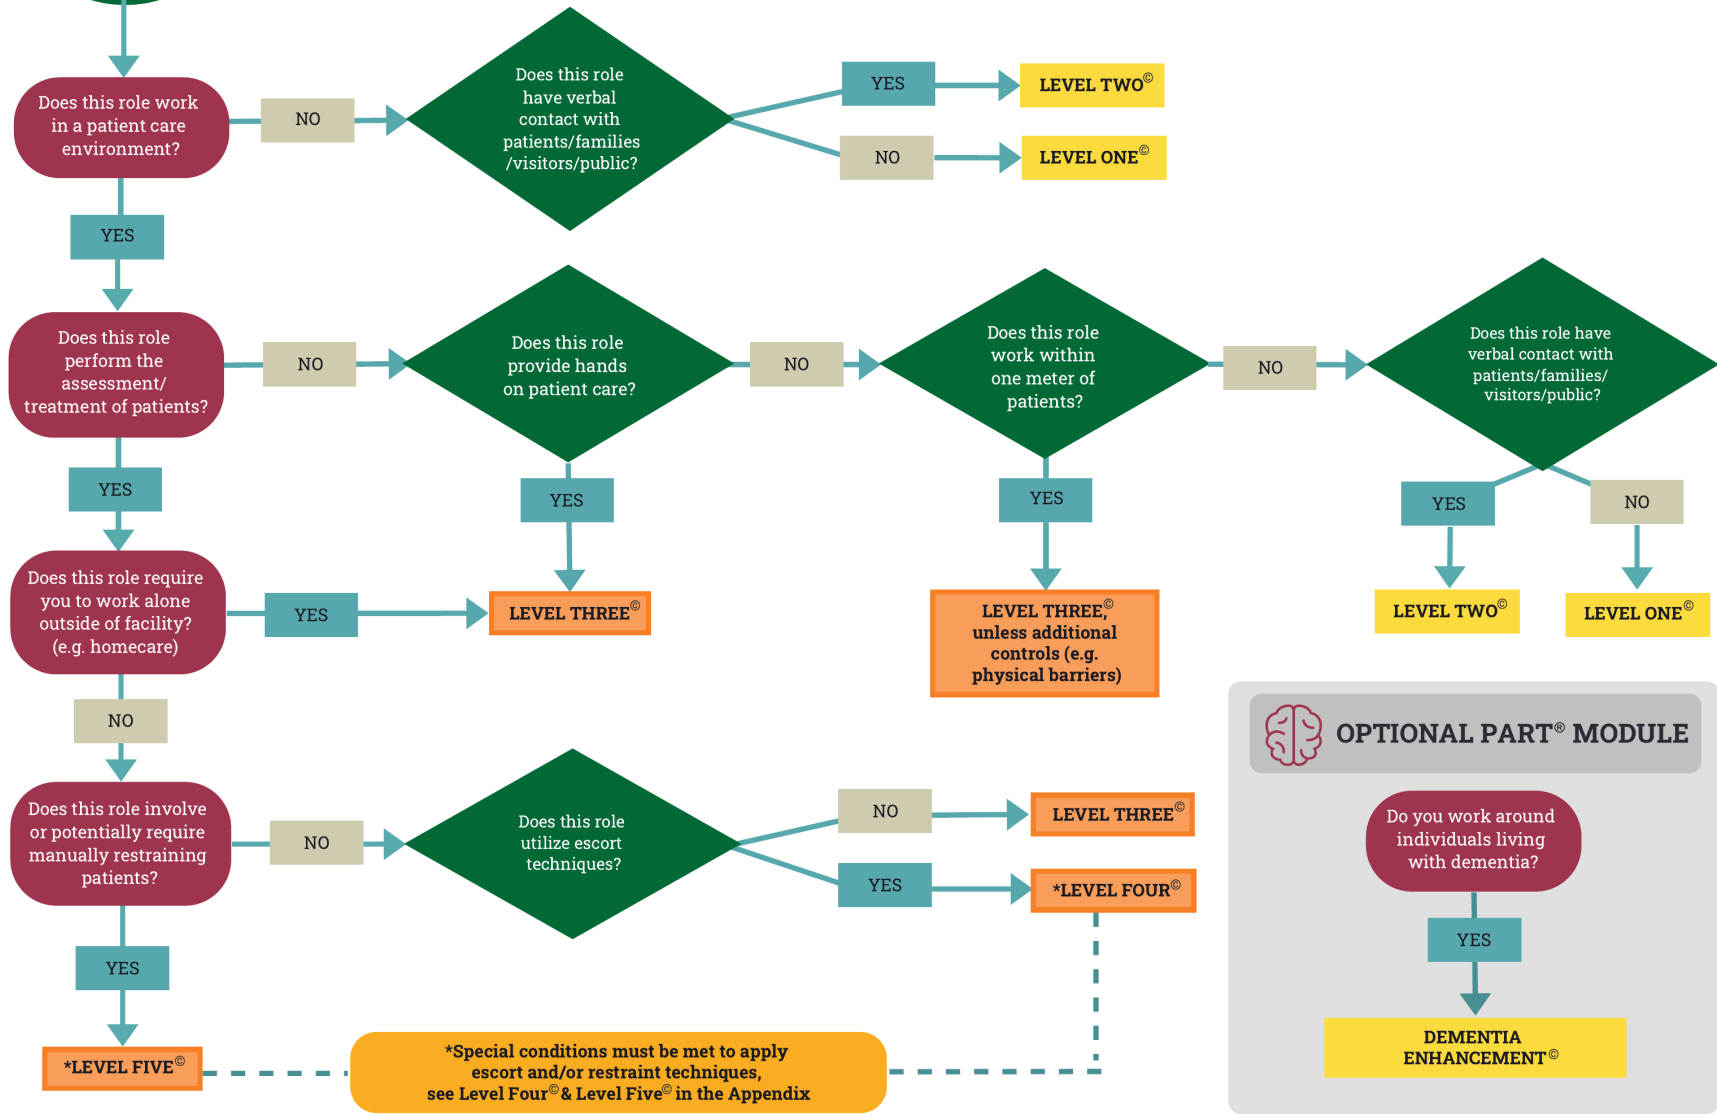 Does this role work
in a patient care
environment?
NO
Does this role
have verbal
contact with
patients/families
/visitors/public?
YES
LEVEL TWO©
NO
LEVEL ONE©
YES
Does this role
perform the
assessment/
treatment of patients?
NO
Does this role
provide hands
on patient care?
NO
Does this role
work within
one meter of
patients?
NO
Does this role have
verbal contact with
patients/families/
visitors/public?
YES
YES
YES
YES
NO
Does this role require
you to work alone
outside of facility?
(e.g. homecare)
YES
LEVEL THREE©
LEVEL THREE©,
unless additional
controls (e.g.
physical barriers)
LEVEL TWO©
LEVEL ONE©
NO
Does this role involve
or potentially require
manually restraining
patients?
NO
Does this role
utilize escort
techniques?
NO
LEVEL THREE©
YES
*LEVEL FOUR©
YES
*LEVEL FIVE©
*Special conditions must be met to apply
escort and/or restraint techniques,
see Level Four© & Level Five© in the Appendix
OPTIONAL PART® MODULE
Do you work around
individuals living
with dementia?
YES
DEMENTIA
ENHANCEMENT©